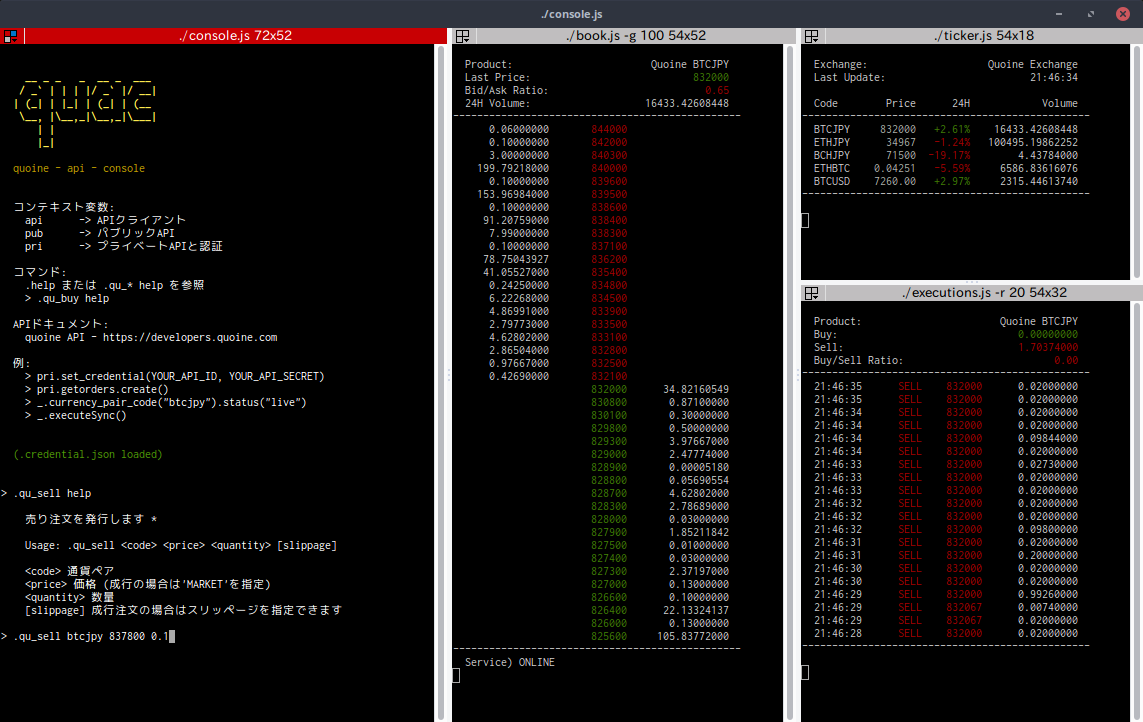 ./console.js
./console.js 72x52
quoine - api - console
コンテキスト変数:
api -> APIクライアント
pub -> パブリックAPI
pri -> プライベートAPIと認証
コマンド:
.help または .qu_* help を参照
> .qu_buy help
APIドキュメント:
quoine API - https://developers.quoine.com
例:
> pri.set_credential(YOUR_API_ID, YOUR_API_SECRET)
> pri.getorders.create()
> _.currency_pair_code("btcjpy").status("live")
> _.executeSync()
(.credential.json loaded)
> .qu_sell help
売り注文を発行します *
Usage: .qu_sell <code> <price> <quantity> [slippage]
<code> 通貨ペア
<price> 価格 (成行の場合は'MARKET'を指定)
<quantity> 数量
[slippage] 成行注文の場合はスリッページを指定できます
> .qu_sell btcjpy 837800 0.1
./book.js -g 100 54x52
Product: Quoine BTCJPY
Last Price: 832000
Bid/Ask Ratio: 0.65
24H Volume: 16433.42608448
0.06000000 844000
0.10000000 842000
3.00000000 840300
199.79218000 840000
0.10000000 839600
153.96984000 839500
0.10000000 838600
91.20759000 838400
7.99000000 838300
0.10000000 837100
78.75043927 836200
41.05527000 835400
0.24250000 834800
6.22268000 834500
4.86991000 833900
2.79773000 833500
4.62802000 833100
2.86504000 832800
0.97667000 832500
0.42690000 832100
832000 34.82160549
830800 0.87100000
830100 0.30000000
829800 0.50000000
829300 3.97667000
829000 2.47774000
828900 0.00005180
828800 0.05690554
828700 4.62802000
828300 2.78689000
828000 0.03000000
827900 1.85211842
827500 0.01000000
827400 0.03000000
827300 2.37197000
827000 0.13000000
826600 0.10000000
826400 22.13324137
826000 0.13000000
825600 105.83772000
Service) ONLINE
./ticker.js 54x18
Exchange: Quoine Exchange
Last Update: 21:46:34
Code Price 24H Volume
BTCJPY 832000 +2.61% 16433.42608448
ETHJPY 34967 -1.24% 100495.19862252
BCHJPY 71500 -19.17% 4.43784000
ETHBTC 0.04251 -5.59% 6586.83616076
BTCUSD 7260.00 +2.97% 2315.44613740
./executions.js -r 20 54x32
Product: Quoine BTCJPY
Buy: 0.00000000
Sell: 1.70374000
Buy/Sell Ratio: 0.00
21:46:35 SELL 832000 0.02000000
21:46:35 SELL 832000 0.02000000
21:46:34 SELL 832000 0.02000000
21:46:34 SELL 832000 0.02000000
21:46:34 SELL 832000 0.09844000
21:46:34 SELL 832000 0.02000000
21:46:33 SELL 832000 0.02730000
21:46:33 SELL 832000 0.02000000
21:46:33 SELL 832000 0.02000000
21:46:32 SELL 832000 0.02000000
21:46:32 SELL 832000 0.02000000
21:46:32 SELL 832000 0.09800000
21:46:31 SELL 832000 0.02000000
21:46:31 SELL 832000 0.20000000
21:46:30 SELL 832000 0.02000000
21:46:30 SELL 832000 0.02000000
21:46:29 SELL 832000 0.99260000
21:46:29 SELL 832067 0.00740000
21:46:29 SELL 832067 0.02000000
21:46:28 SELL 832000 0.02000000